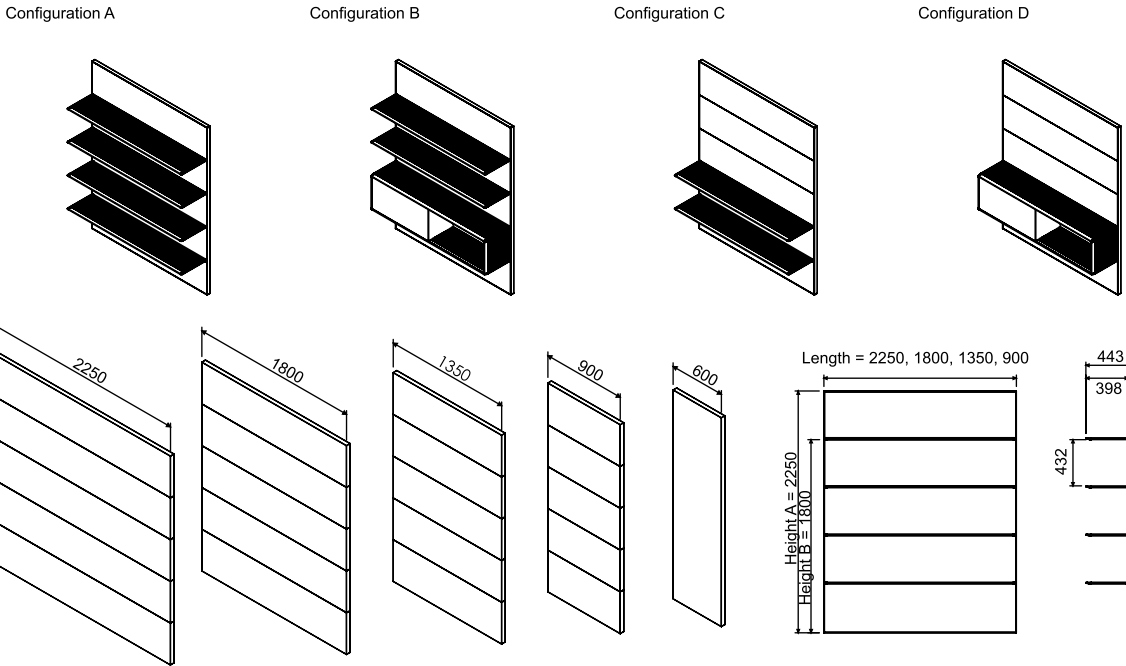 Configuration A
Configuration B
Configuration C
Configuration D
2250
1800
1350
900
600
Length = 2250, 1800, 1350, 900
443
398
432
Height A = 2250
Height B = 1800